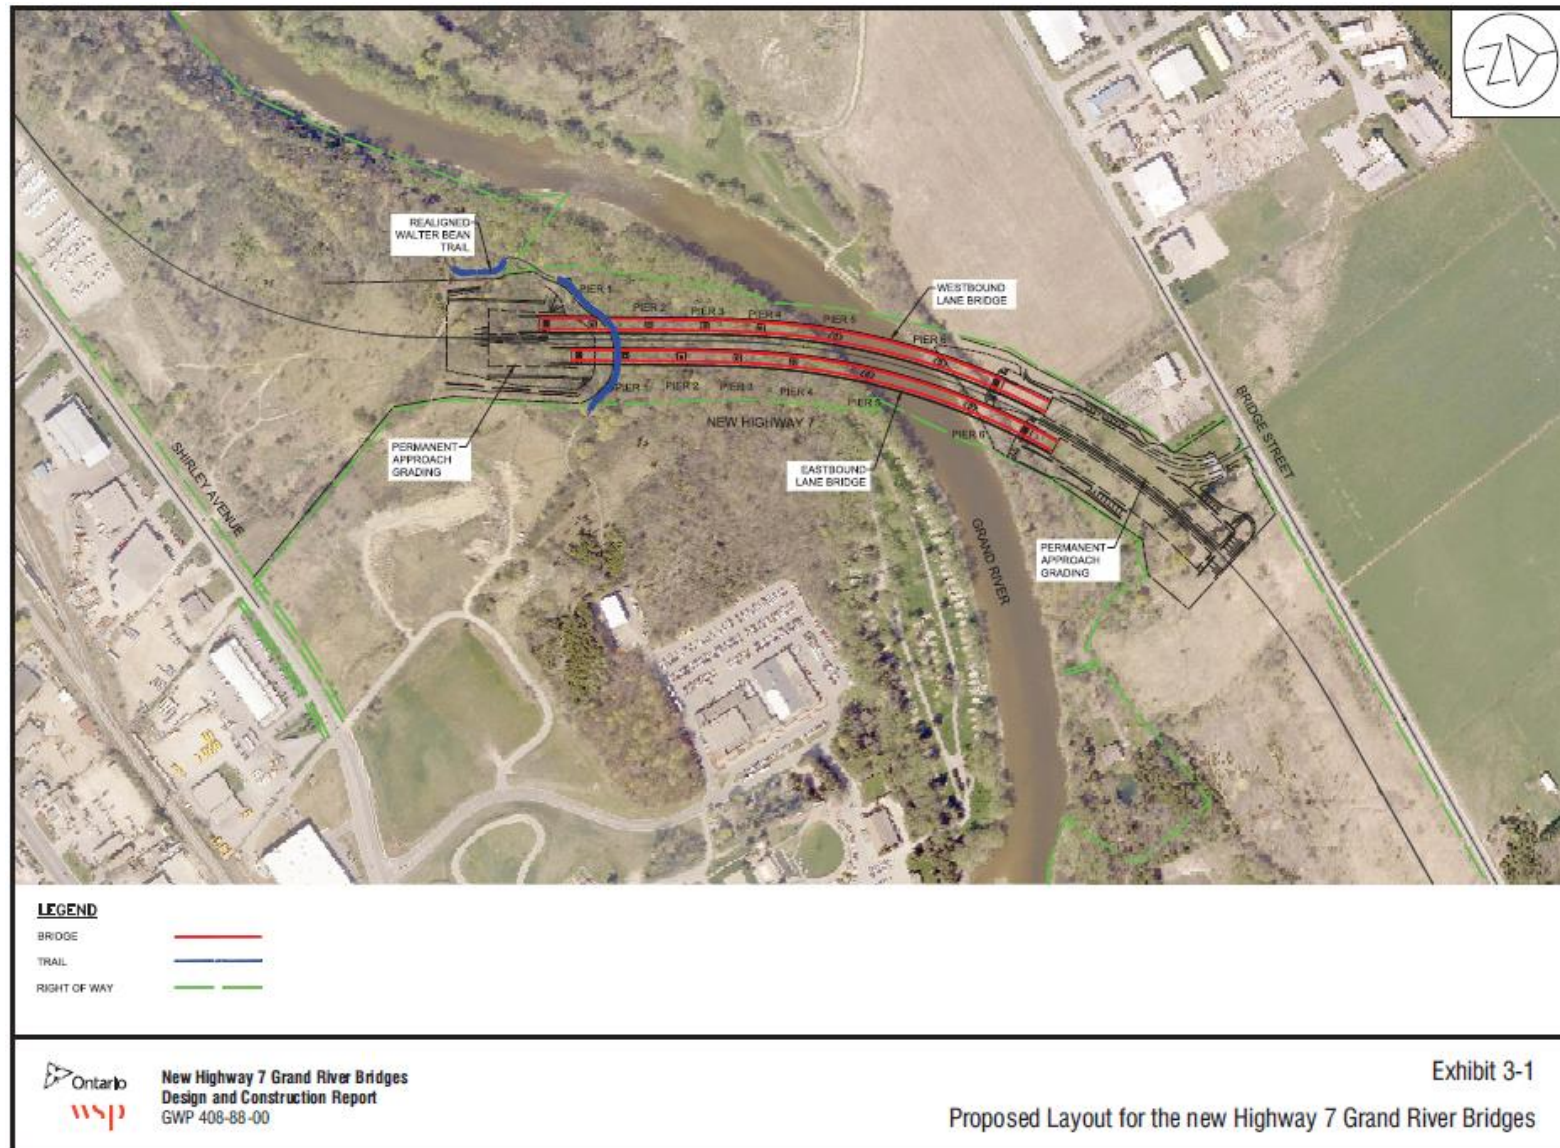 N
REALIGNED
WALTER BEAN
TRAIL
PIER 1
PIER 2
PIER 3
PIER 4
PIER 5
PIER 6
WESTBOUND
LANE BRIDGE
PIER 1
PIER 2
PIER 3
PIER 4
PIER 5
PIER 6
NEW HIGHWAY 7
EASTBOUND
LANE BRIDGE
PERMANENT
APPROACH
GRADING
SHIRLEY AVENUE
BRIDGE STREET
GRAND RIVER
PERMANENT
APPROACH
GRADING
LEGEND
BRIDGE
TRAIL
RIGHT OF WAY
Ontario
wsp
New Highway 7 Grand River Bridges
Design and Construction Report
GWP 408-88-00
Exhibit 3-1
Proposed Layout for the new Highway 7 Grand River Bridges